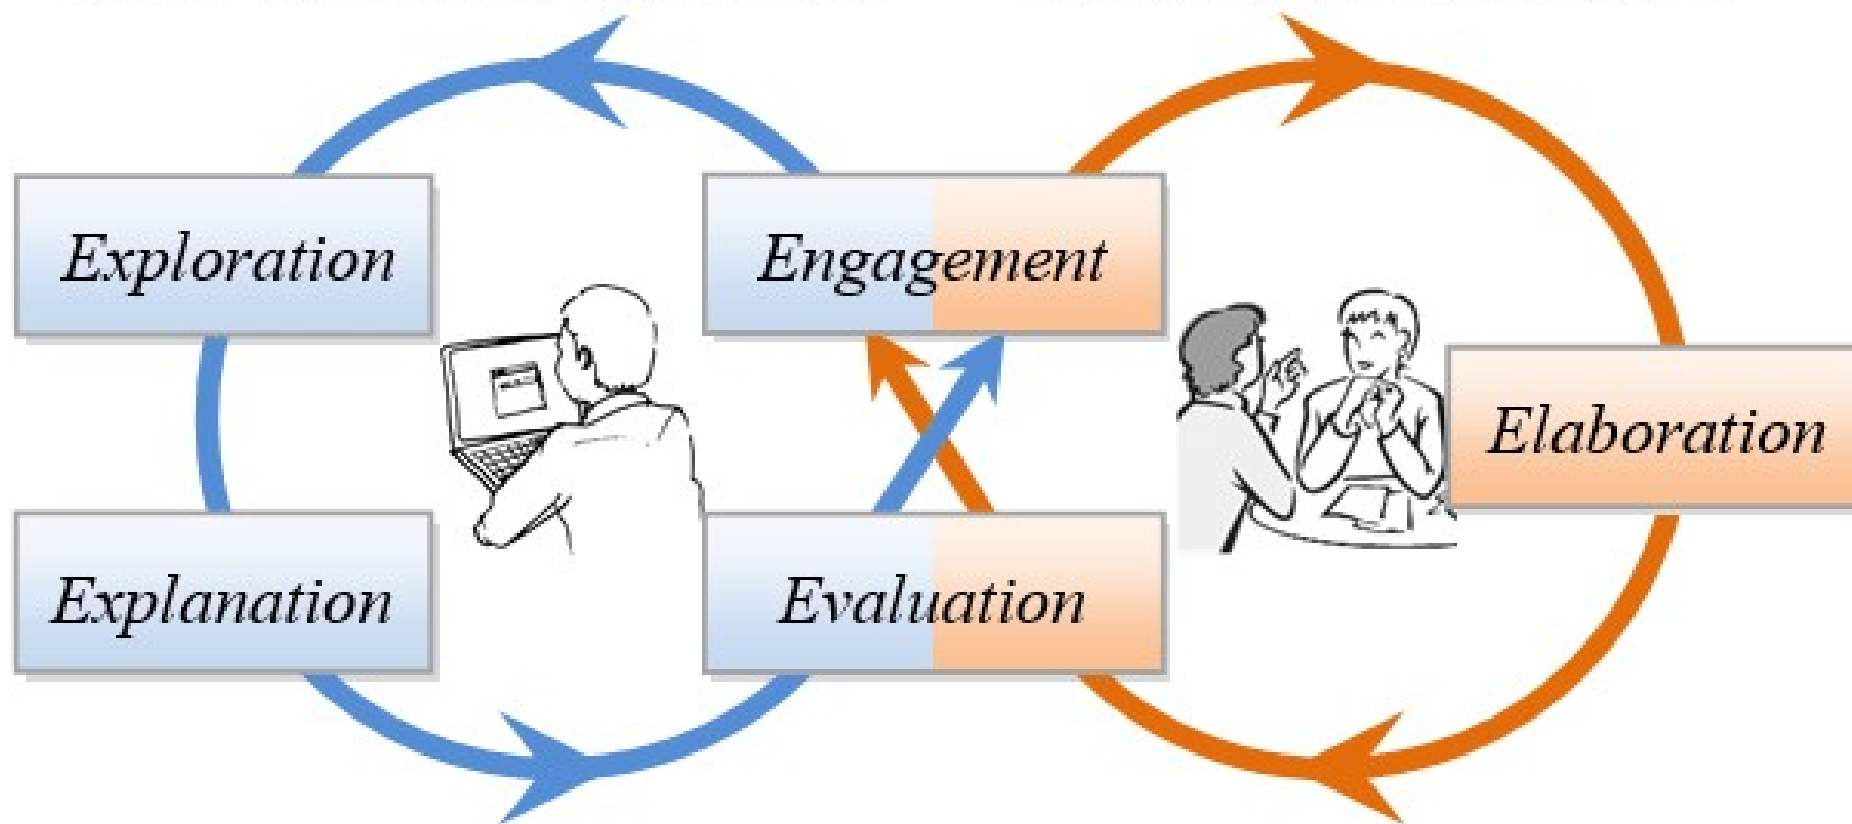 Exploration
Engagement
Elaboration
Explanation
Evaluation